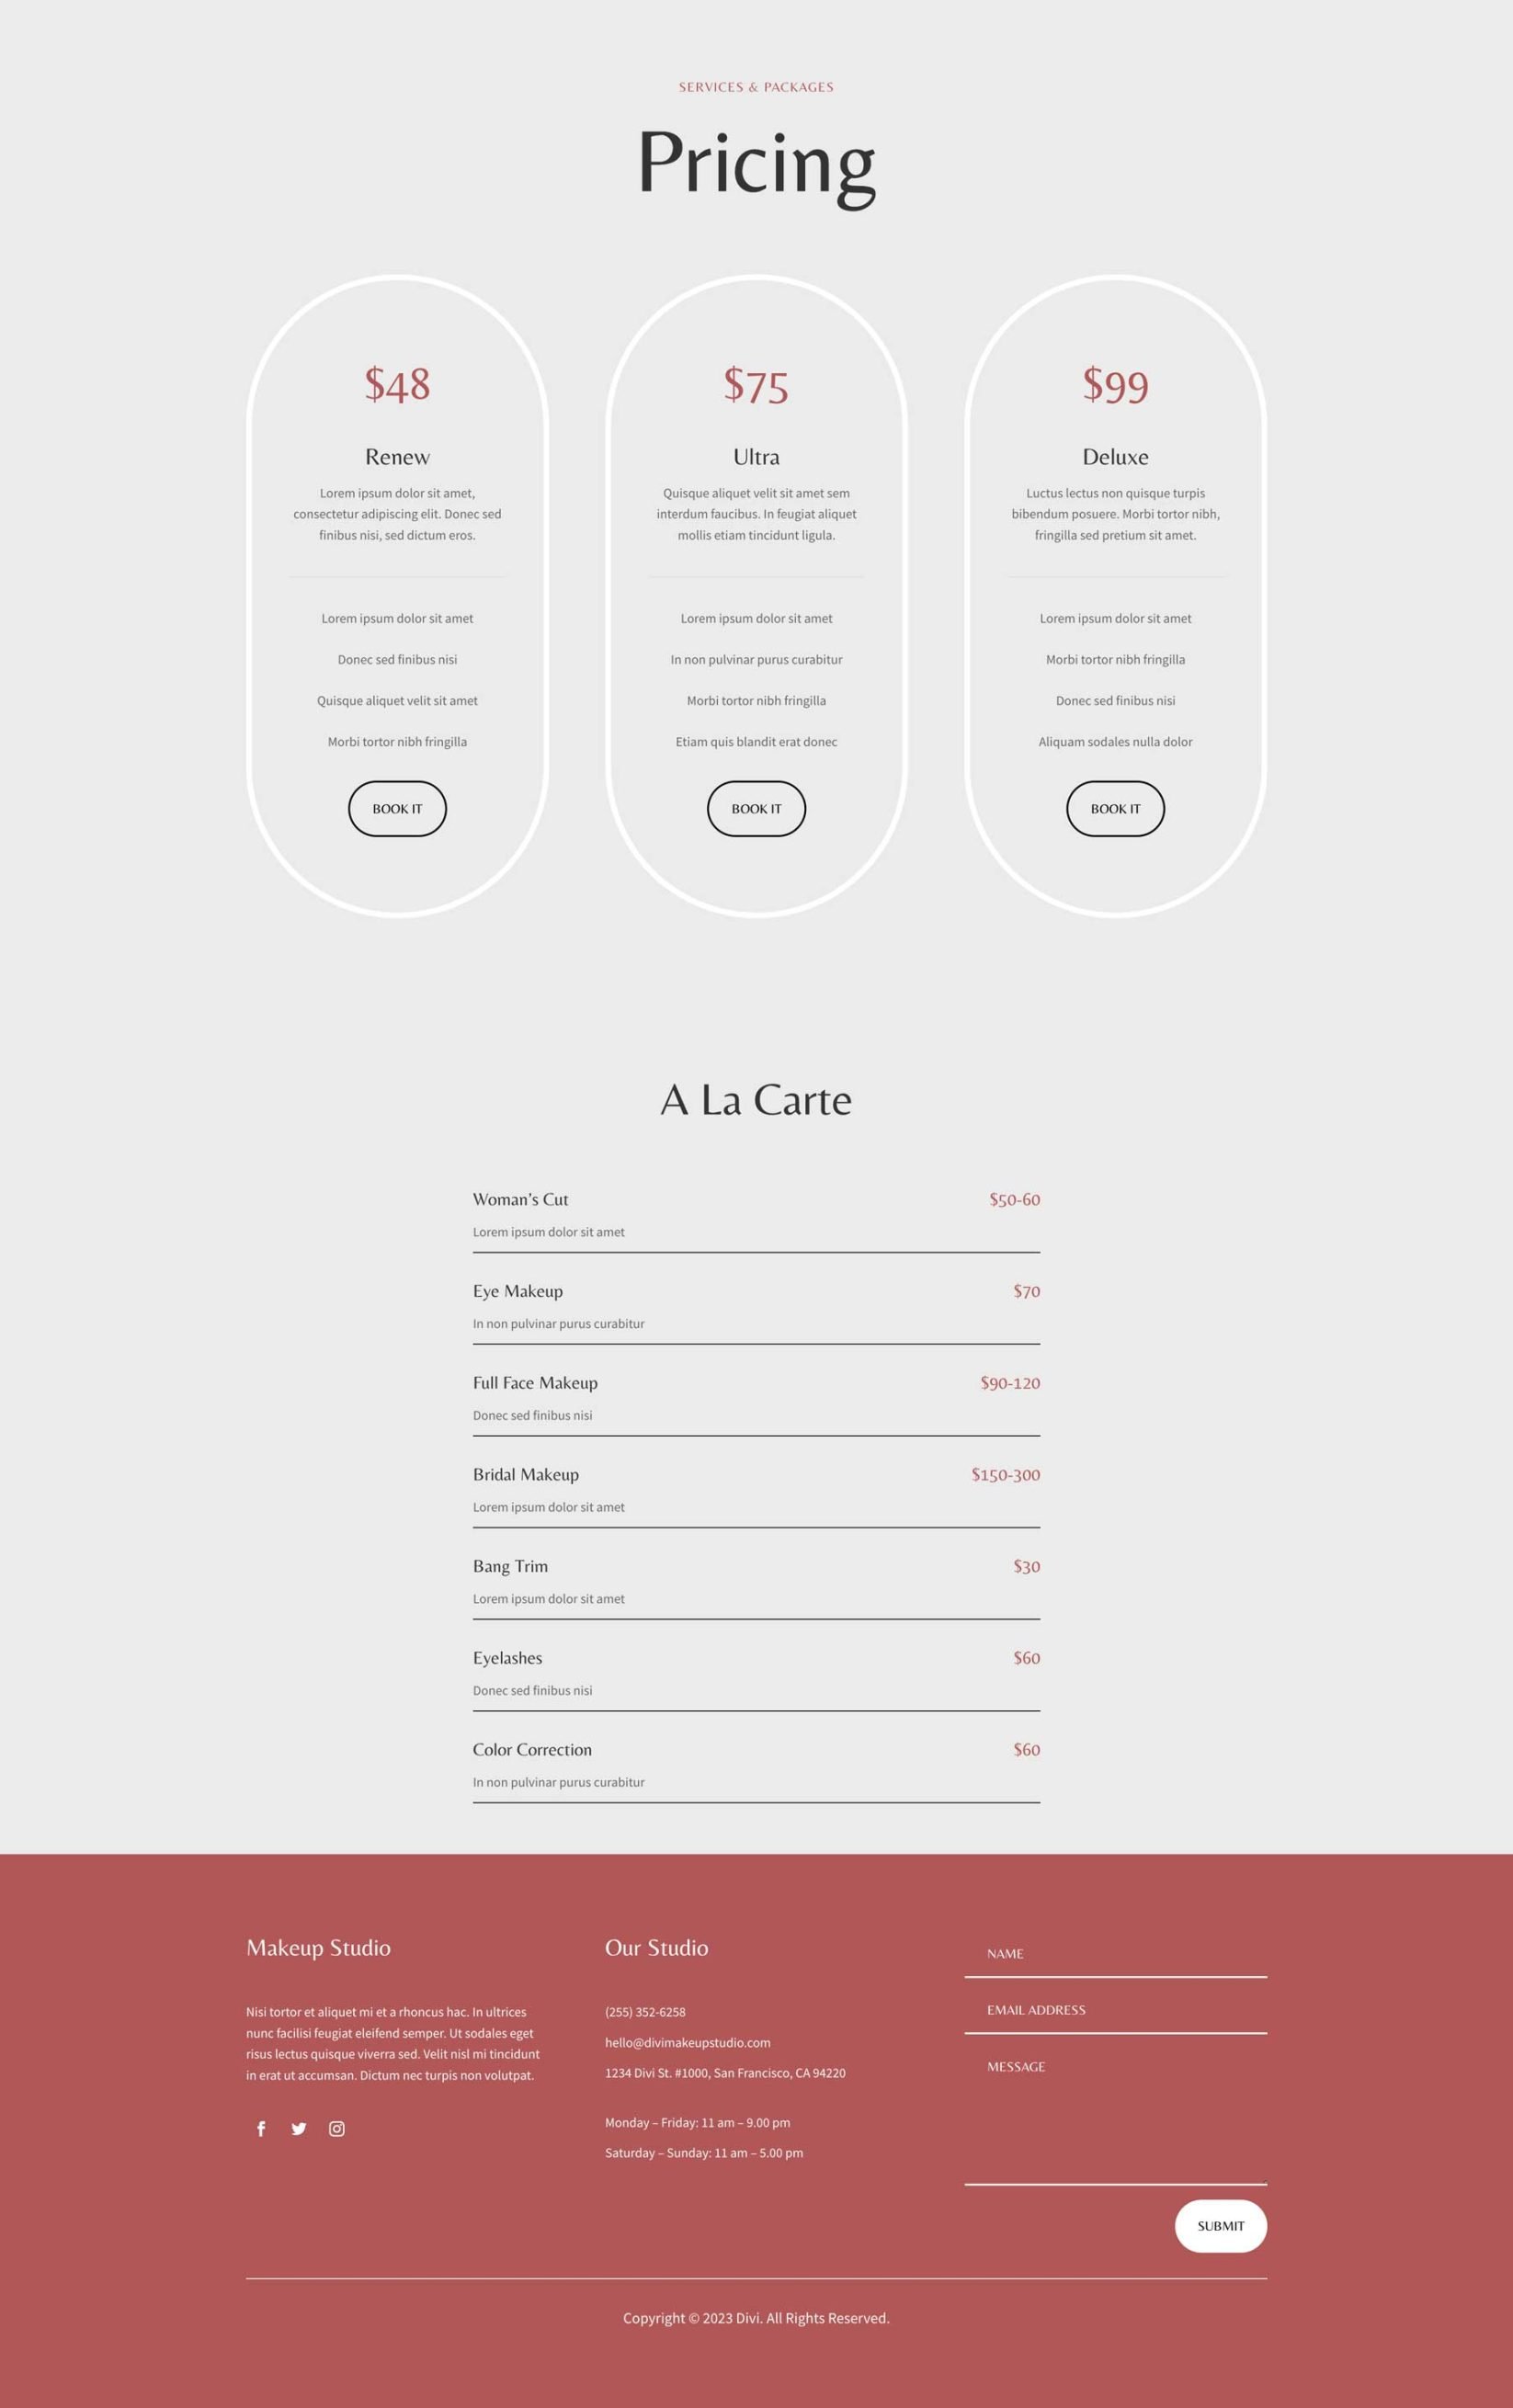 SERVICES & PACKAGES
Pricing
$48
Renew
Lorem ipsum dolor sit amet,
consectetur adipiscing elit. Donec sed
finibus nisi, sed dictum eros.
Lorem ipsum dolor sit amet
Donec sed finibus nisi
Quisque aliquet velit sit amet
Morbi tortor nibh fringilla
BOOK IT
$75
Ultra
Quisque aliquet velit sit amet sem
interdum faucibus. In feugiat aliquet
mollis etiam tincidunt ligula.
Lorem ipsum dolor sit amet
In non pulvinar purus curabitur
Morbi tortor nibh fringilla
Etiam quis blandit erat donec
BOOK IT
$99
Deluxe
Luctus lectus non quisque turpis
bibendum posuere. Morbi tortor nibh,
fringilla sed pretium sit amet.
Lorem ipsum dolor sit amet
Morbi tortor nibh fringilla
Donec sed finibus nisi
Aliquam sodales nulla dolor
BOOK IT
A La Carte
Woman’s Cut $50-60
Lorem ipsum dolor sit amet
Eye Makeup $70
In non pulvinar purus curabitur
Full Face Makeup $90-120
Donec sed finibus nisi
Bridal Makeup $150-300
Lorem ipsum dolor sit amet
Bang Trim $30
Lorem ipsum dolor sit amet
Eyelashes $60
Donec sed finibus nisi
Color Correction $60
In non pulvinar purus curabitur
Makeup Studio
Nisi tortor et aliquet mi et a rhoncus hac. In ultrices
nunc facilisi feugiat eleifend semper. Ut sodales eget
risus lectus quisque viverra sed. Velit nisl mi tincidunt
in erat ut accumsan. Dictum nec turpis non volutpat.
Our Studio
(255) 352-6258
hello@divimakeupstudio.com
1234 Divi St. #1000, San Francisco, CA 94220
Monday – Friday: 11 am – 9.00 pm
Saturday – Sunday: 11 am – 5.00 pm
NAME
EMAIL ADDRESS
MESSAGE
SUBMIT
Copyright © 2023 Divi. All Rights Reserved.